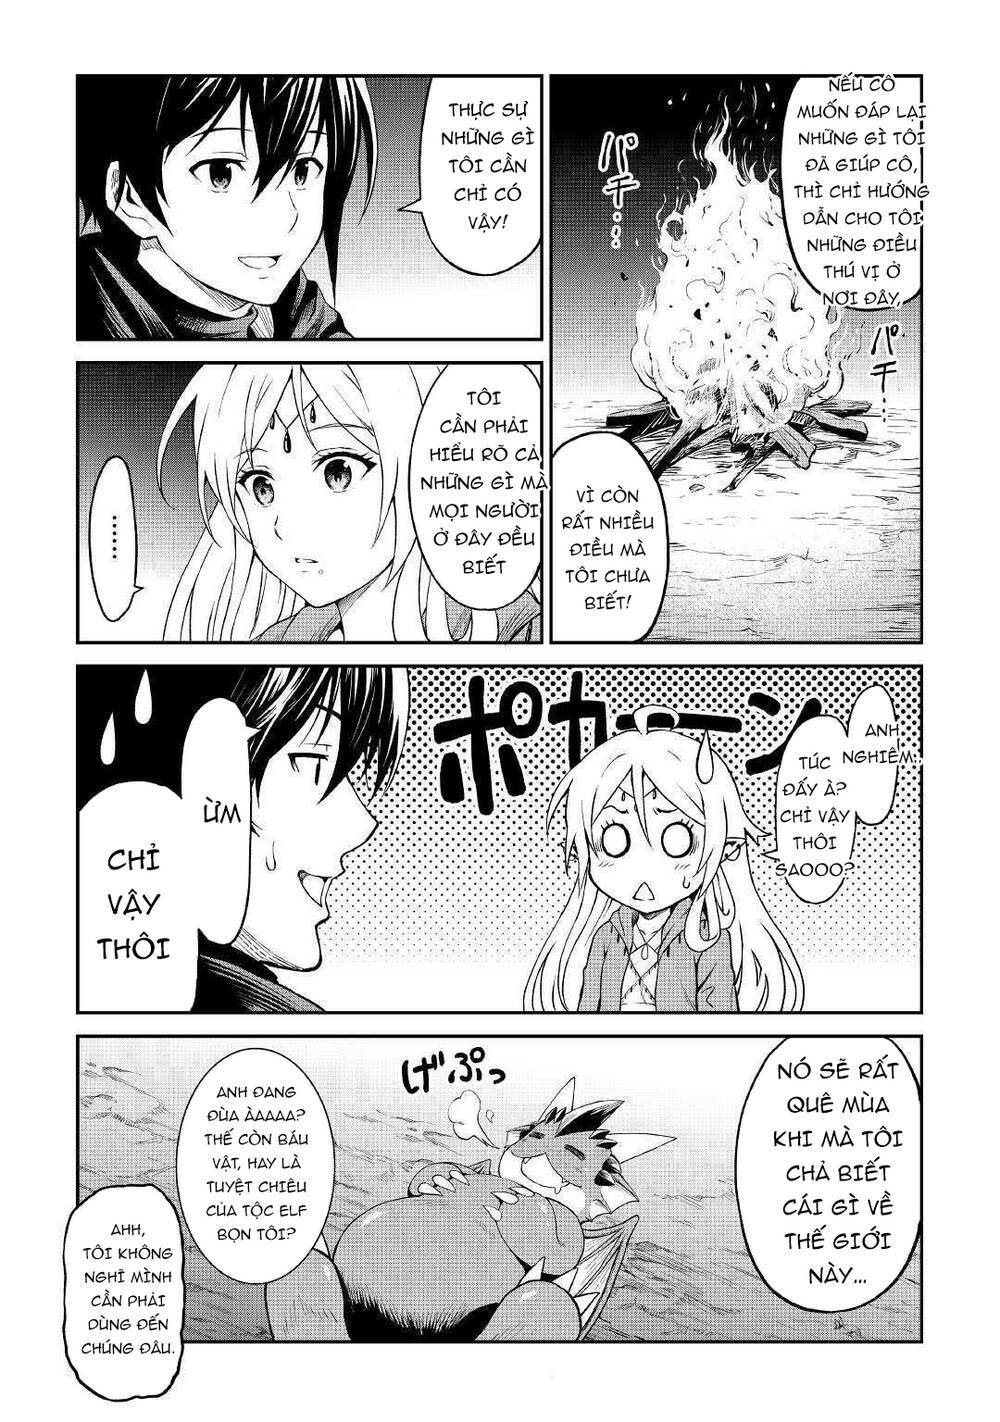 NẾU CÔ
MUỐN ĐÁP LẠI
NHỮNG GÌ TÔI
ĐÃ GIÚP CÔ,
THÌ CHỈ HƯỚNG
DẪN CHO TÔI
NHỮNG ĐIỀU
THÚ VỊ Ở
NƠI ĐÂY,
パチ…
パチ…
VÌ CÒN
RẤT NHIỀU
ĐIỀU MÀ
TÔI CHƯA
BIẾT!
THỰC SỰ
NHỮNG GÌ
TÔI CẦN
CHỈ CÓ
VẬY!
TÔI
CẦN PHẢI
HIỂU RÕ CẢ
NHỮNG GÌ MÀ
MỌI NGƯỜI
Ở ĐÂY ĐỀU
BIẾT
……
ANH
NGHIÊM
TÚC
ĐẤY À?
CHỈ VẬY
THÔI
SAOOO?
ポカーン
ỪM
CHỈ
VẬY
THÔI
NÓ SẼ RẤT
QUÊ MÙA
KHI MÀ TÔI
CHẢ BIẾT
CÁI GÌ VỀ
THẾ GIỚI
NÀY...
げぷっ
ANH ĐANG
ĐÙA ÀAAAA?
THẾ CÒN BÁU
VẬT, HAY LÀ
TUYỆT CHIÊU
CỦA TỘC ELF
BỌN TÔI?
AHH,
TÔI KHÔNG
NGHĨ MÌNH
CẦN PHẢI
DÙNG ĐẾN
CHÚNG ĐÂU.